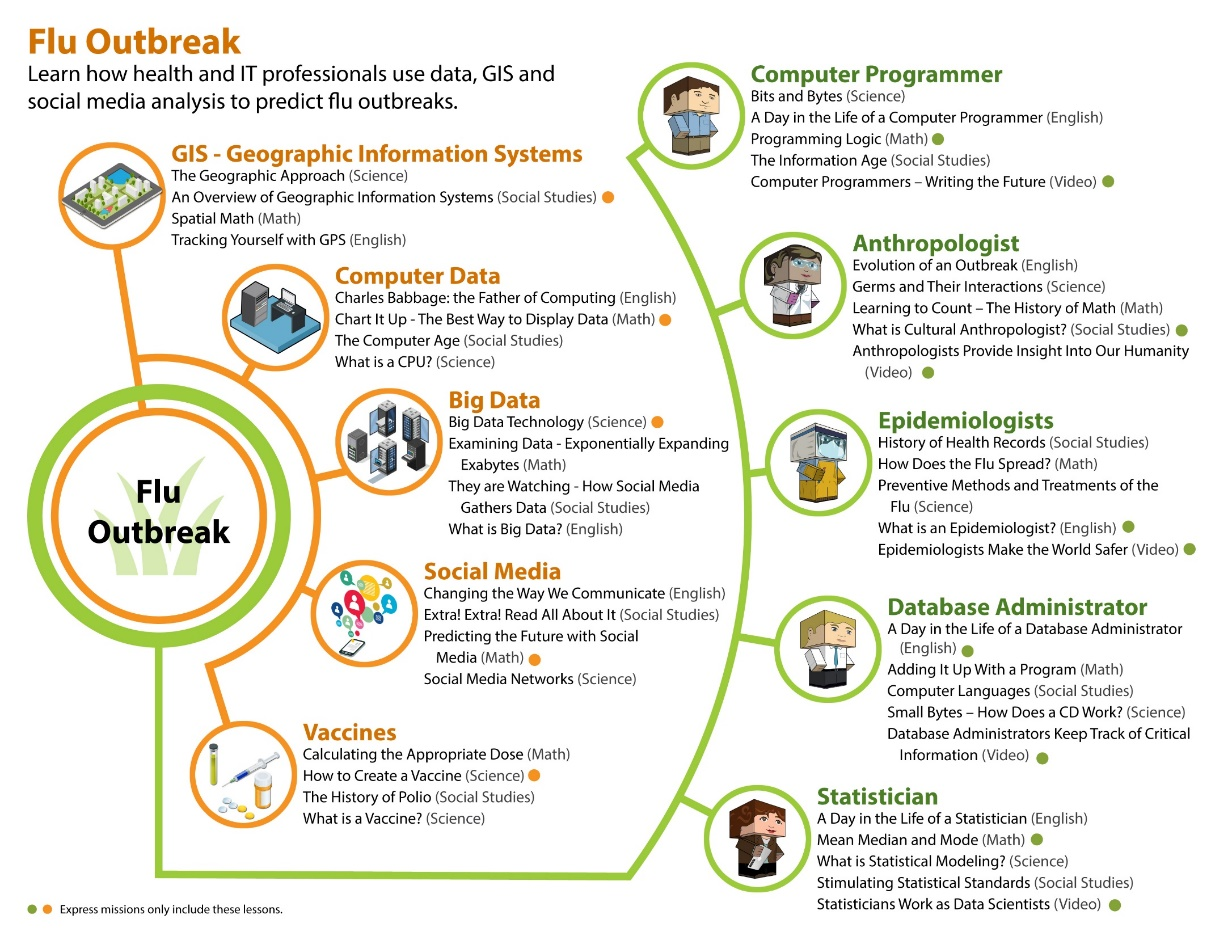 Flu Outbreak
Learn how health and IT professionals use data, GIS and
social media analysis to predict flu outbreaks.
GIS - Geographic Information Systems
The Geographic Approach (Science)
An Overview of Geographic Information Systems (Social Studies)
Spatial Math (Math)
Tracking Yourself with GPS (English)
Computer Data
Charles Babbage: the Father of Computing (English)
Chart It Up - The Best Way to Display Data (Math)
The Computer Age (Social Studies)
What is a CPU? (Science)
Big Data
Big Data Technology (Science)
Examining Data - Exponentially Expanding
Exabytes (Math)
They are Watching - How Social Media
Gathers Data (Social Studies)
What is Big Data? (English)
Flu
Outbreak
Social Media
Changing the Way We Communicate (English)
Extra! Extra! Read All About It (Social Studies)
Predicting the Future with Social
Media (Math)
Social Media Networks (Science)
Vaccines
Calculating the Appropriate Dose (Math)
How to Create a Vaccine (Science)
The History of Polio (Social Studies)
What is a Vaccine? (Science)
Computer Programmer
Bits and Bytes (Science)
A Day in the Life of a Computer Programmer (English)
Programming Logic (Math)
The Information Age (Social Studies)
Computer Programmers – Writing the Future (Video)
Anthropologist
Evolution of an Outbreak (English)
Germs and Their Interactions (Science)
Learning to Count – The History of Math (Math)
What is Cultural Anthropologist? (Social Studies)
Anthropologists Provide Insight Into Our Humanity
(Video)
Epidemiologists
History of Health Records (Social Studies)
How Does the Flu Spread? (Math)
Preventive Methods and Treatments of the
Flu (Science)
What is an Epidemiologist? (English)
Epidemiologists Make the World Safer (Video)
Database Administrator
A Day in the Life of a Database Administrator
(English)
Adding It Up With a Program (Math)
Computer Languages (Social Studies)
Small Bytes – How Does a CD Work? (Science)
Database Administrators Keep Track of Critical
Information (Video)
Statistician
A Day in the Life of a Statistician (English)
Mean Median and Mode (Math)
What is Statistical Modeling? (Science)
Stimulating Statistical Standards (Social Studies)
Statisticians Work as Data Scientists (Video)
Express missions only include these lessons.